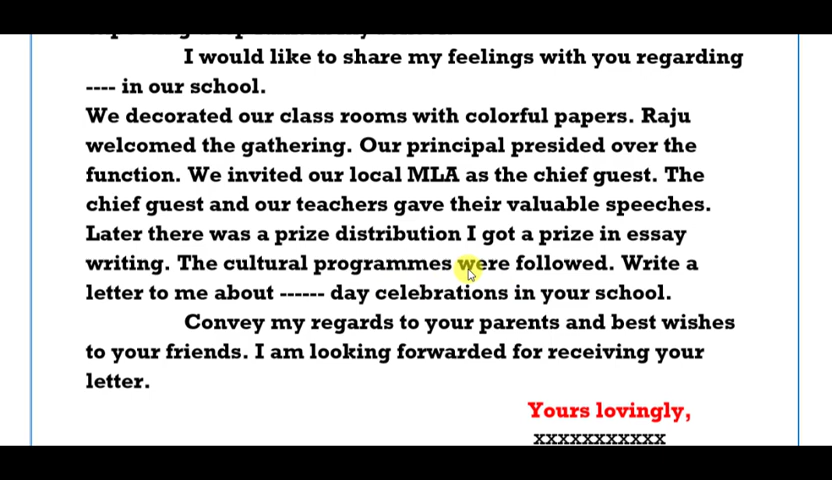 I would like to share my feelings with you regarding
---- in our school.
We decorated our class rooms with colorful papers. Raju
welcomed the gathering. Our principal presided over the
function. We invited our local MLA as the chief guest. The
chief guest and our teachers gave their valuable speeches.
Later there was a prize distribution I got a prize in essay
writing. The cultural programmes were followed. Write a
letter to me about ------ day celebrations in your school.
Convey my regards to your parents and best wishes
to your friends. I am looking forwarded for receiving your
letter.
Yours lovingly,
xxxxxxxxxxx